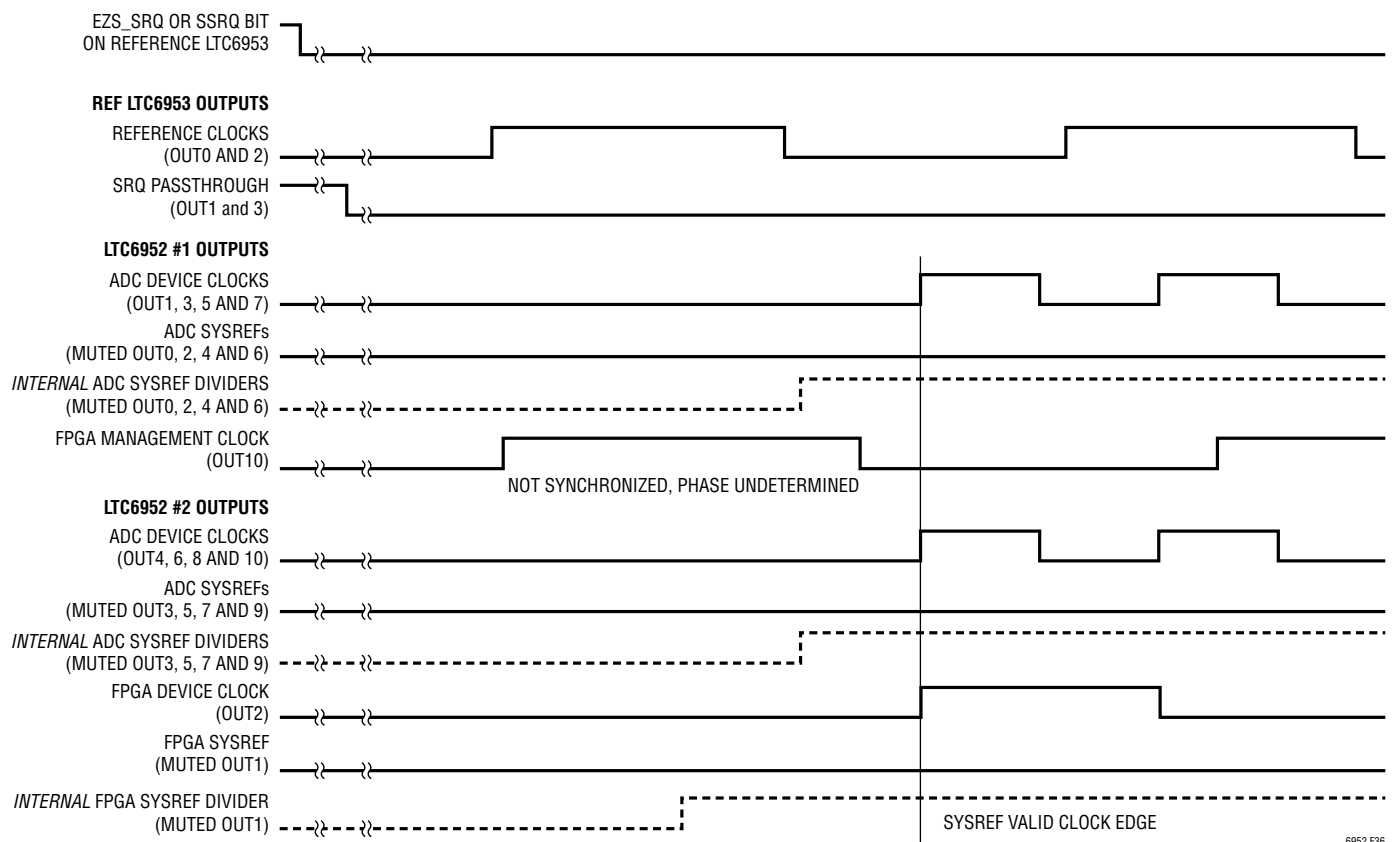 EZS_SRQ OR SSRQ BIT
ON REFERENCE LTC6953
REF LTC6953 OUTPUTS
REFERENCE CLOCKS
(OUT0 AND 2)
SRQ PASSTHROUGH
(OUT1 and 3)
LTC6952 #1 OUTPUTS
ADC DEVICE CLOCKS
(OUT1, 3, 5 AND 7)
ADC SYSREFs
(MUTED OUT0, 2, 4 AND 6)
INTERNAL ADC SYSREF DIVIDERS
(MUTED OUT0, 2, 4 AND 6)
FPGA MANAGEMENT CLOCK
(OUT10)
NOT SYNCHRONIZED, PHASE UNDETERMINED
LTC6952 #2 OUTPUTS
ADC DEVICE CLOCKS
(OUT4, 6, 8 AND 10)
ADC SYSREFs
(MUTED OUT3, 5, 7 AND 9)
INTERNAL ADC SYSREF DIVIDERS
(MUTED OUT3, 5, 7 AND 9)
FPGA DEVICE CLOCK
(OUT2)
FPGA SYSREF
(MUTED OUT1)
INTERNAL FPGA SYSREF DIVIDER
(MUTED OUT1)
SYSREF VALID CLOCK EDGE
6952 F36